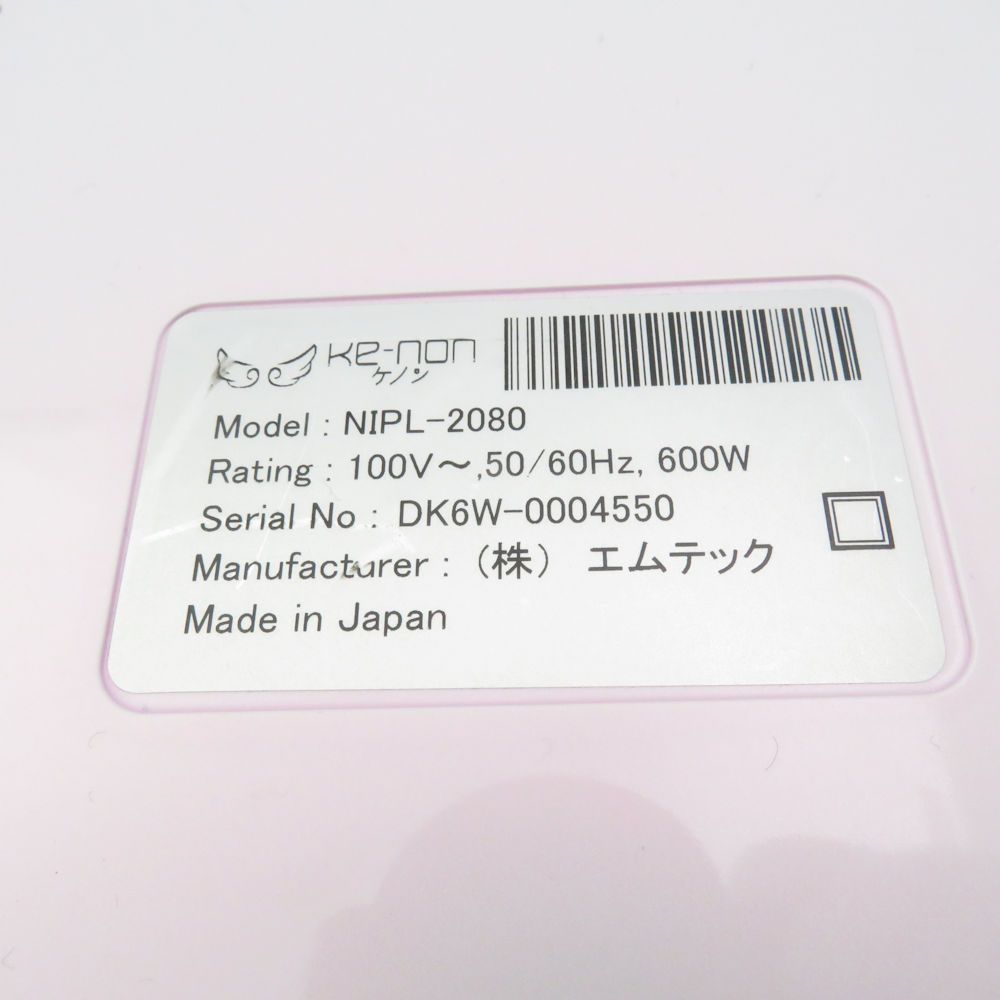 Ke-non
ケノン
Model : NIPL-2080
Rating : 100V～,50/60Hz, 600W
Serial No : DK6W-0004550
Manufacturer : （株） エムテック
Made in Japan